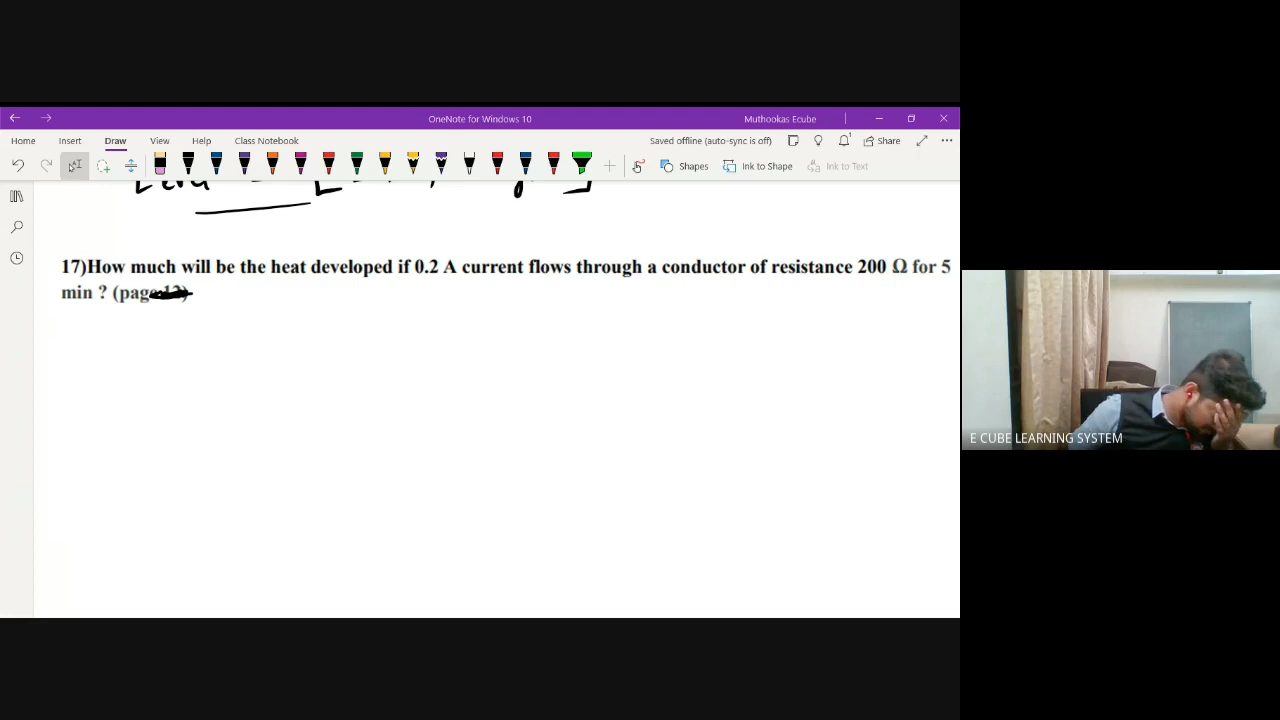 OneNote for Windows 10
Muthookas Ecube
Home Insert Draw View Help Class Notebook
Saved offline (auto-sync is off)
Share
Shapes
Ink to Shape
Ink to Text
17)How much will be the heat developed if 0.2 A current flows through a conductor of resistance 200 Ω for 5
min ? (page
E CUBE LEARNING SYSTEM